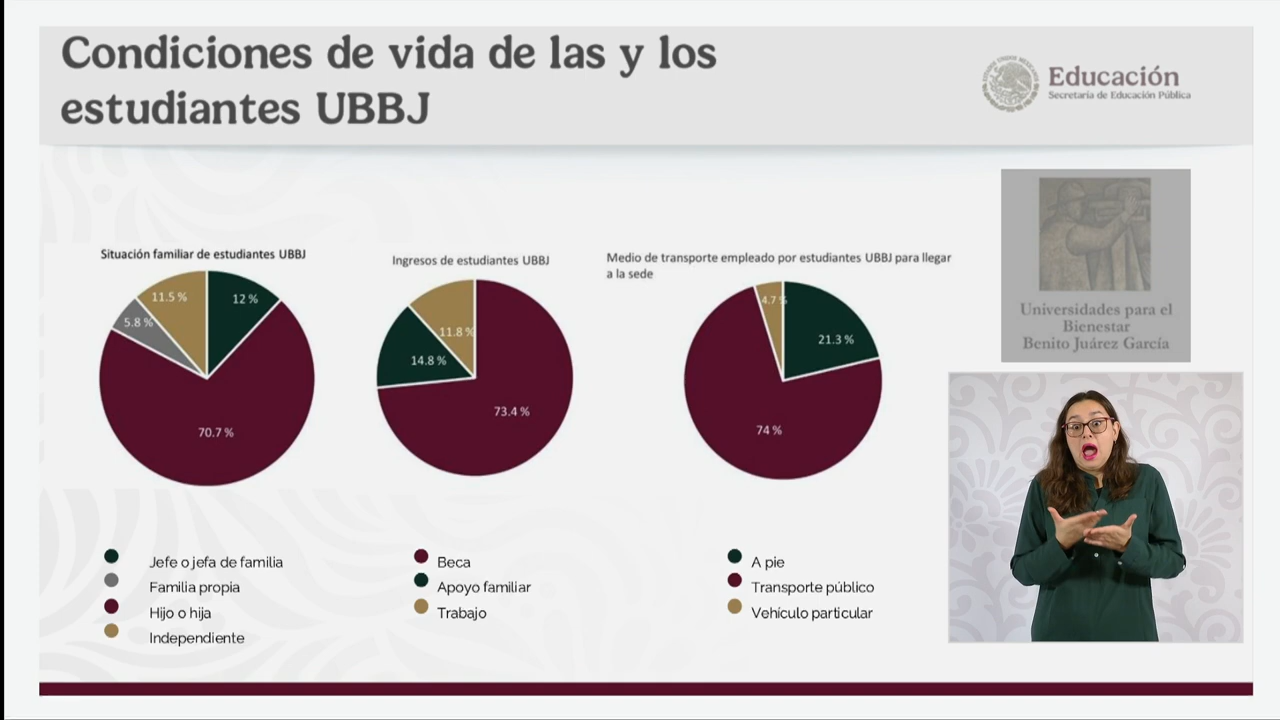 Condiciones de vida de las y los
estudiantes UBBJ
Educación
Secretaría de Educación Pública
Universidades para el
Bienestar
Benito Juárez García
Situación familiar de estudiantes UBBJ
11.5 %
12 %
5.8 %
70.7 %
Ingresos de estudiantes UBBJ
11.8 %
14.8 %
73.4 %
Medio de transporte empleado por estudiantes UBBJ para llegar
a la sede
4.7 %
21.3 %
74 %
Jefe o jefa de familia
Familia propia
Hijo o hija
Independiente
Beca
Apoyo familiar
Trabajo
A pie
Transporte público
Vehículo particular